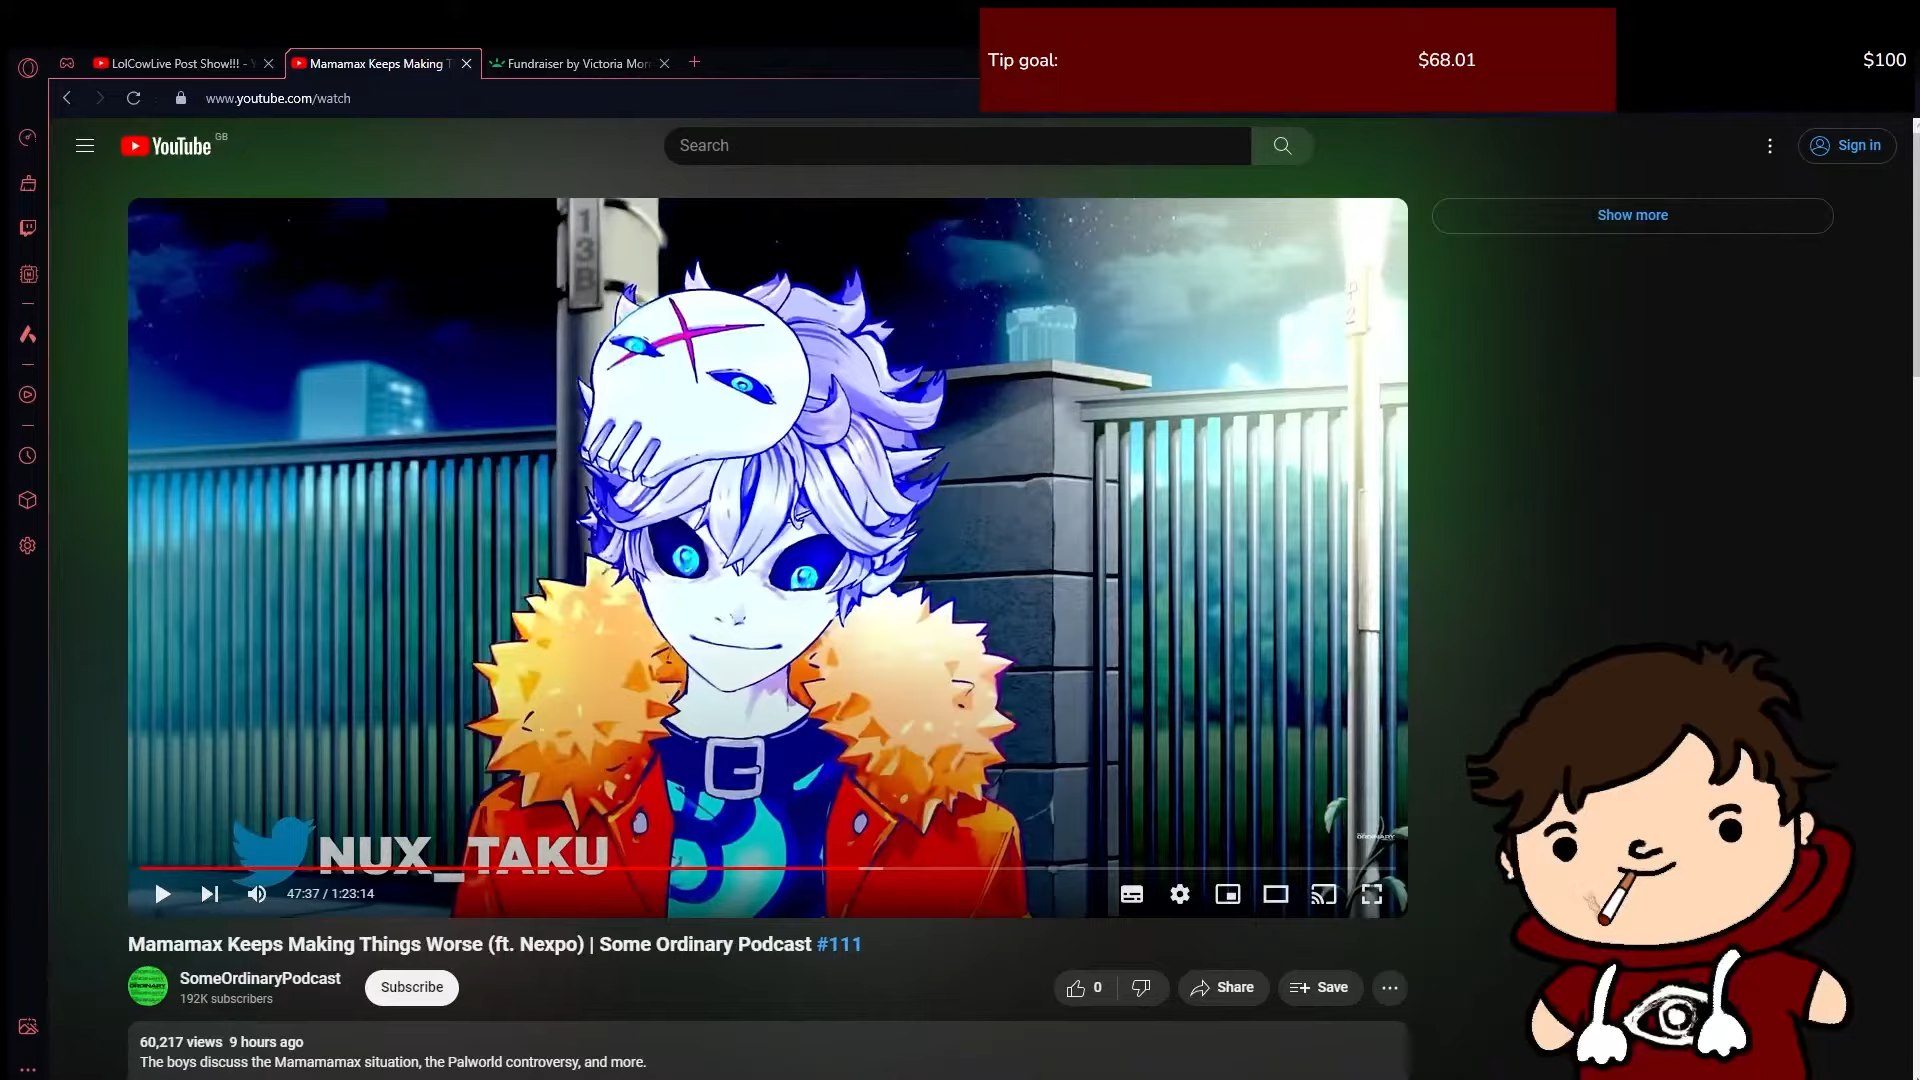 Tip goal:
$68.01
$100
LolCowLive Post Show!!! -
Mamamax Keeps Making
Fundraiser by Victoria
www.youtube.com/watch
YouTube
GB
Search
Sign in
Show more
13B
NUX_TAKU
ORDINARY
47:37 / 1:23:14
Mamamax Keeps Making Things Worse (ft. Nexpo) | Some Ordinary Podcast #111
ORDINARY
SomeOrdinaryPodcast
192K subscribers
Subscribe
0
Share
Save
60,217 views 9 hours ago
The boys discuss the Mamamamax situation, the Palworld controversy, and more.